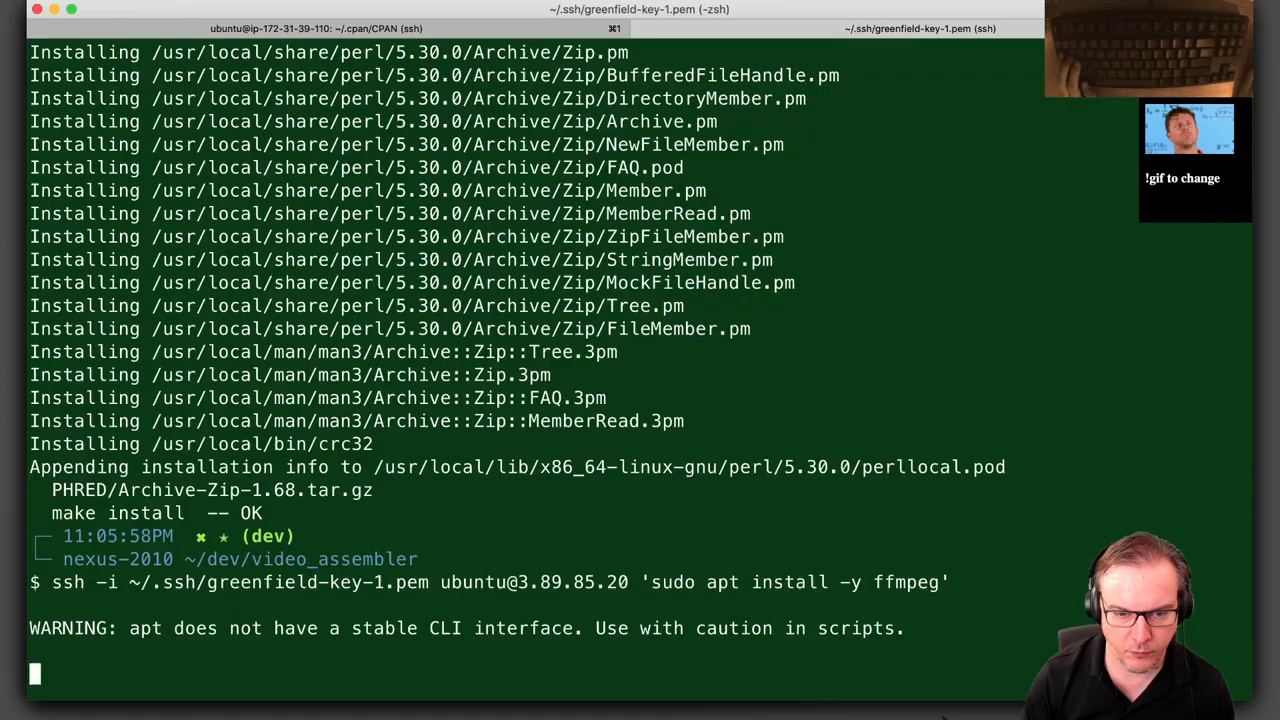 ~/.ssh/greenfield-key-1.pem (-zsh)
ubuntu@ip-172-31-39-110: ~/.cpan/CPAN (ssh) ⌘1 ~/.ssh/greenfield-key-1.pem (ssh)
Installing /usr/local/share/perl/5.30.0/Archive/Zip.pm
Installing /usr/local/share/perl/5.30.0/Archive/Zip/BufferedFileHandle.pm
Installing /usr/local/share/perl/5.30.0/Archive/Zip/DirectoryMember.pm
Installing /usr/local/share/perl/5.30.0/Archive/Zip/Archive.pm
Installing /usr/local/share/perl/5.30.0/Archive/Zip/NewFileMember.pm
Installing /usr/local/share/perl/5.30.0/Archive/Zip/FAQ.pod
Installing /usr/local/share/perl/5.30.0/Archive/Zip/Member.pm
Installing /usr/local/share/perl/5.30.0/Archive/Zip/MemberRead.pm
Installing /usr/local/share/perl/5.30.0/Archive/Zip/ZipFileMember.pm
Installing /usr/local/share/perl/5.30.0/Archive/Zip/StringMember.pm
Installing /usr/local/share/perl/5.30.0/Archive/Zip/MockFileHandle.pm
Installing /usr/local/share/perl/5.30.0/Archive/Zip/Tree.pm
Installing /usr/local/share/perl/5.30.0/Archive/Zip/FileMember.pm
Installing /usr/local/man/man3/Archive::Zip::Tree.3pm
Installing /usr/local/man/man3/Archive::Zip.3pm
Installing /usr/local/man/man3/Archive::Zip::FAQ.3pm
Installing /usr/local/man/man3/Archive::Zip::MemberRead.3pm
Installing /usr/local/bin/crc32
Appending installation info to /usr/local/lib/x86_64-linux-gnu/perl/5.30.0/perllocal.pod
PHRED/Archive-Zip-1.68.tar.gz
make install -- OK
11:05:58PM ✖ ★ (dev)
nexus-2010 ~/dev/video_assembler
$ ssh -i ~/.ssh/greenfield-key-1.pem ubuntu@3.89.85.20 'sudo apt install -y ffmpeg'
WARNING: apt does not have a stable CLI interface. Use with caution in scripts.
!gif to change